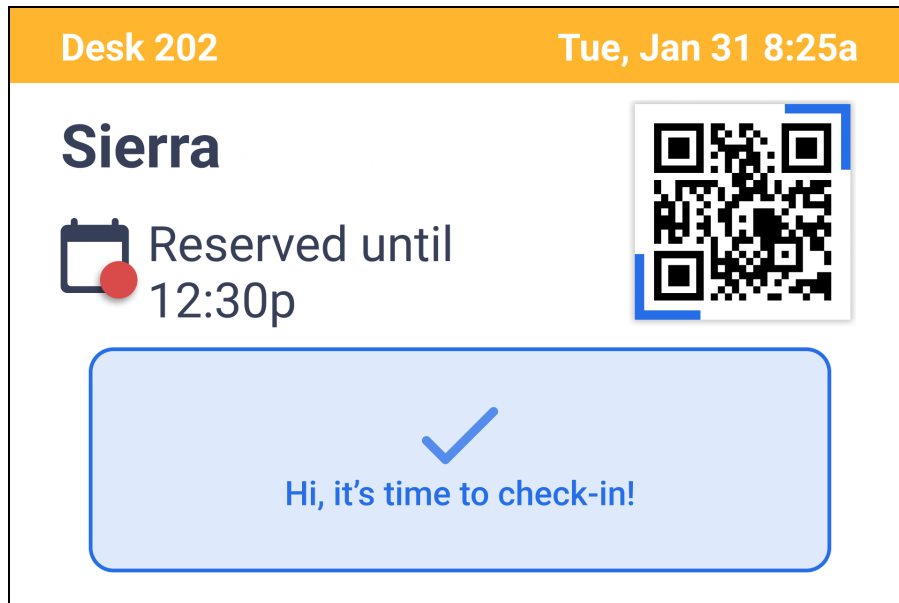 Desk 202
Tue, Jan 31 8:25a
Sierra
Reserved until
12:30p
Hi, it’s time to check-in!